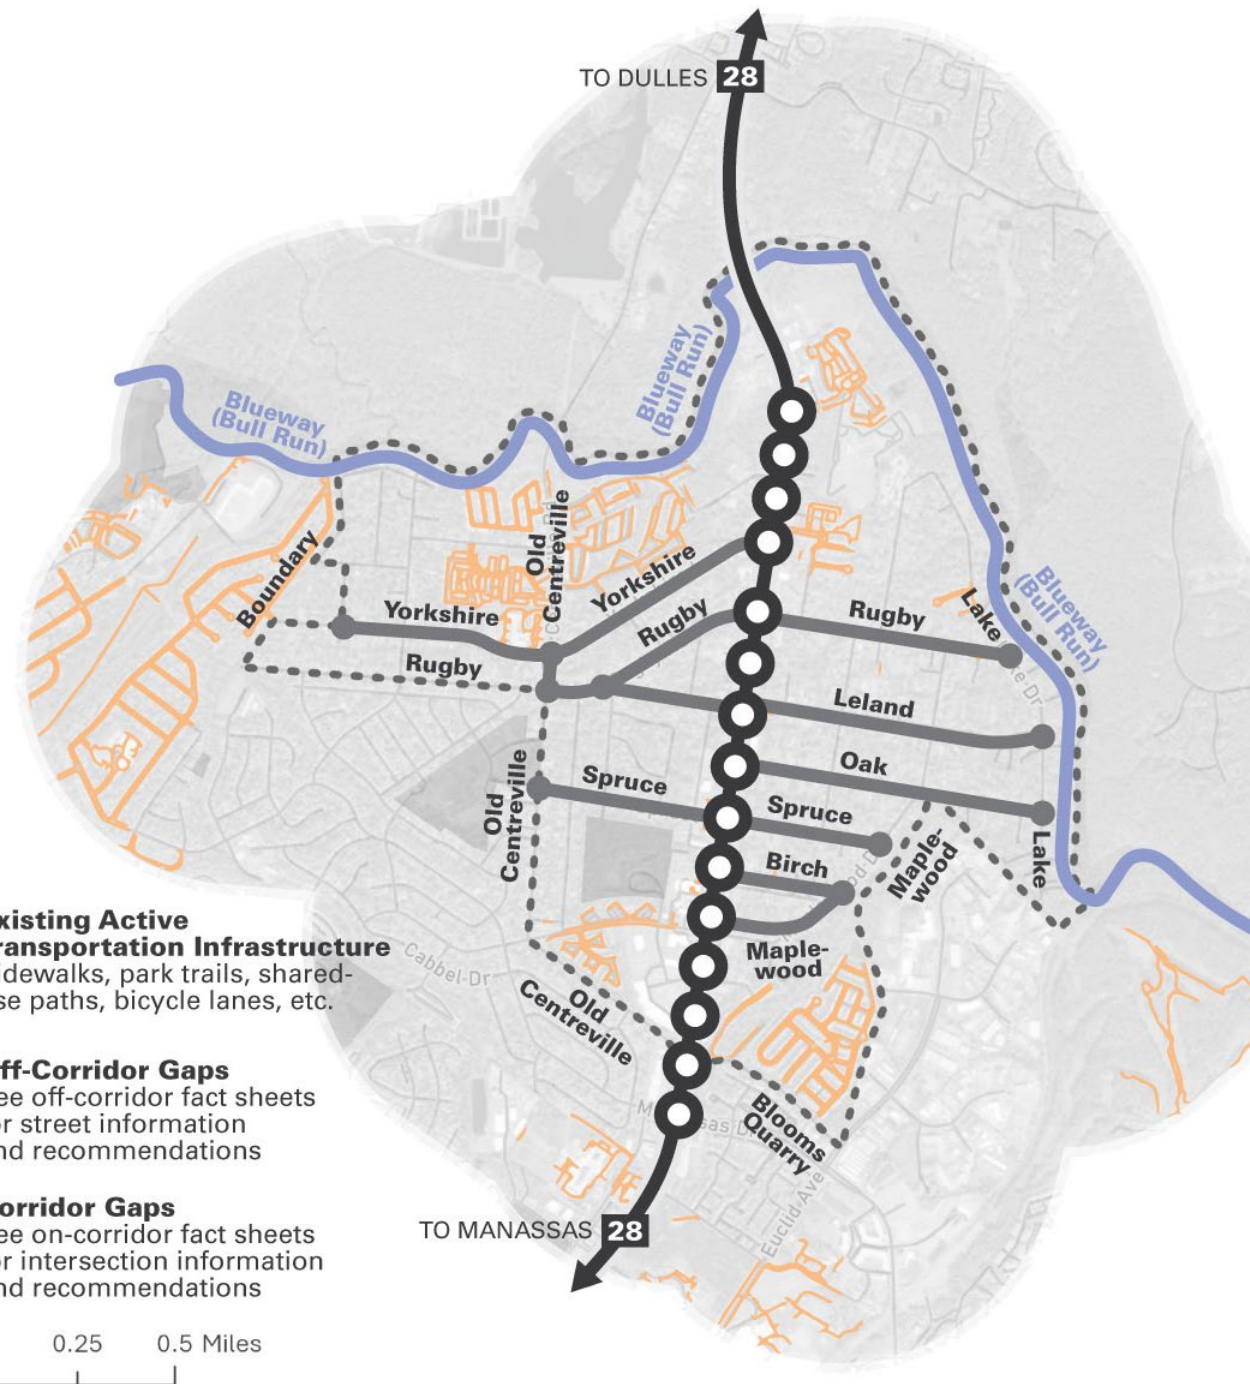 TO DULLES 28
Blueway
(Bull Run)
Blueway
(Bull Run)
Old
Centreville
Boundary
Yorkshire
Yorkshire
Rugby
Rugby
Rugby
Lake
Blueway
(Bull Run)
Leland
Oak
Old
Centreville
Spruce
Spruce
Birch
Maple-
wood
Lake
Maple-
wood
Cabbel-Dr
Old
Centreville
Blooms
Quarry
Euclid-Ave
xisting Active
ransportation Infrastructure
idewalks, park trails, shared-
se paths, bicycle lanes, etc.
ff-Corridor Gaps
ee off-corridor fact sheets
or street information
nd recommendations
orridor Gaps
ee on-corridor fact sheets
or intersection information
nd recommendations
TO MANASSAS 28
0.25 0.5 Miles